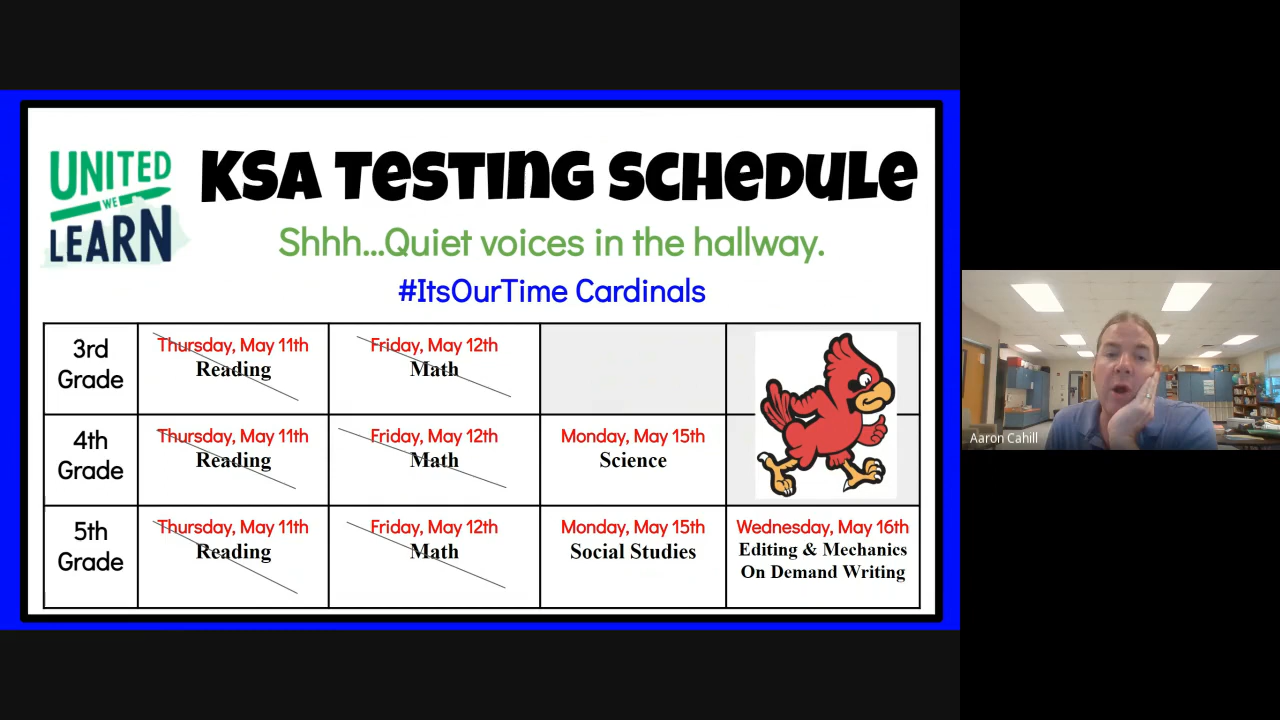 UNITED
WE
LEARN
KSA TESTING SCHEDULE
Shhh...Quiet voices in the hallway.
#ItsOurTime Cardinals
3rd
Grade
Thursday, May 11th
Reading
Friday, May 12th
Math
4th
Grade
Thursday, May 11th
Reading
Friday, May 12th
Math
Monday, May 15th
Science
5th
Grade
Thursday, May 11th
Reading
Friday, May 12th
Math
Monday, May 15th
Social Studies
Wednesday, May 16th
Editing & Mechanics
On Demand Writing
Aaron Cahill